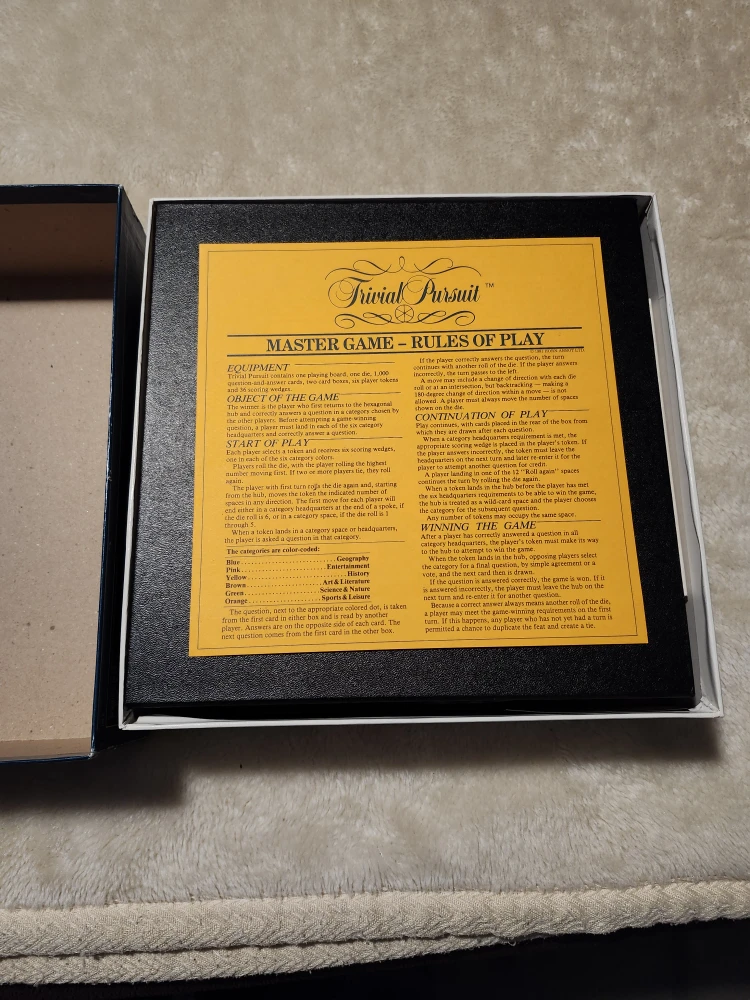 Trivial Pursuit ™
MASTER GAME – RULES OF PLAY
EQUIPMENT
Trivial Pursuit contains one playing board, one die, 1,000
question-and-answer cards, two card boxes, six player tokens
and 36 scoring wedges.
OBJECT OF THE GAME
The winner is the player who first returns to the hexagonal
hub and correctly answers a question in a category chosen by
the other players. Before attempting a game-winning
question, a player must land in each of the six category
headquarters and correctly answer a question.
START OF PLAY
Each player selects a token and receives six scoring wedges,
one in each of the six category colors.
Players roll the die, with the player rolling the highest
number moving first. If two or more players tie, they roll
again.
The player with first turn rolls the die again and, starting
from the hub, moves the token the indicated number of
spaces in any direction. The first move for each player will
end either in a category headquarters at the end of a spoke, if
the die roll is 6, or in a category space, if the die roll is 1
through 5.
When a token lands in a category space or headquarters,
the player is asked a question in that category.
The categories are color-coded:
Blue....................Geography
Pink....................Entertainment
Yellow....................History
Brown....................Art & Literature
Green....................Science & Nature
Orange....................Sports & Leisure
The question, next to the appropriate colored dot, is taken
from the first card in either box and is read by another
player. Answers are on the opposite side of each card. The
next question comes from the first card in the other box.
If the player correctly answers the question, the turn
continues with another roll of the die. If the player answers
incorrectly, the turn passes to the left.
A move may include a change of direction with each die
roll or at an intersection, but backtracking — making a
180-degree change of direction within a move — is not
allowed. A player must always move the number of spaces
shown on the die.
CONTINUATION OF PLAY
Play continues, with cards placed in the rear of the box from
which they are drawn after each question.
When a category headquarters requirement is met, the
appropriate scoring wedge is placed in the player's token. If
the player answers incorrectly, the token must leave the
headquarters on the next turn and later re-enter it for the
player to attempt another question for credit.
A player landing in one of the 12 "Roll again" spaces
continues the turn by rolling the die again.
When a token lands in the hub before the player has met
the six headquarters requirements to be able to win the game,
the hub is treated as a wild-card space and the player chooses
the category for the subsequent question.
Any number of tokens may occupy the same space.
WINNING THE GAME
After a player has correctly answered a question in all
category headquarters, the player's token must make its way
to the hub to attempt to win the game.
When the token lands in the hub, opposing players select
the category for a final question, by simple agreement or a
vote, and the next card then is drawn.
If the question is answered correctly, the game is won. If it
is answered incorrectly, the player must leave the hub on the
next turn and re-enter it for another question.
Because a correct answer always means another roll of the die,
a player may meet the game-winning requirements on the first
turn. If this happens, any player who has not yet had a turn is
permitted a chance to duplicate the feat and create a tie.